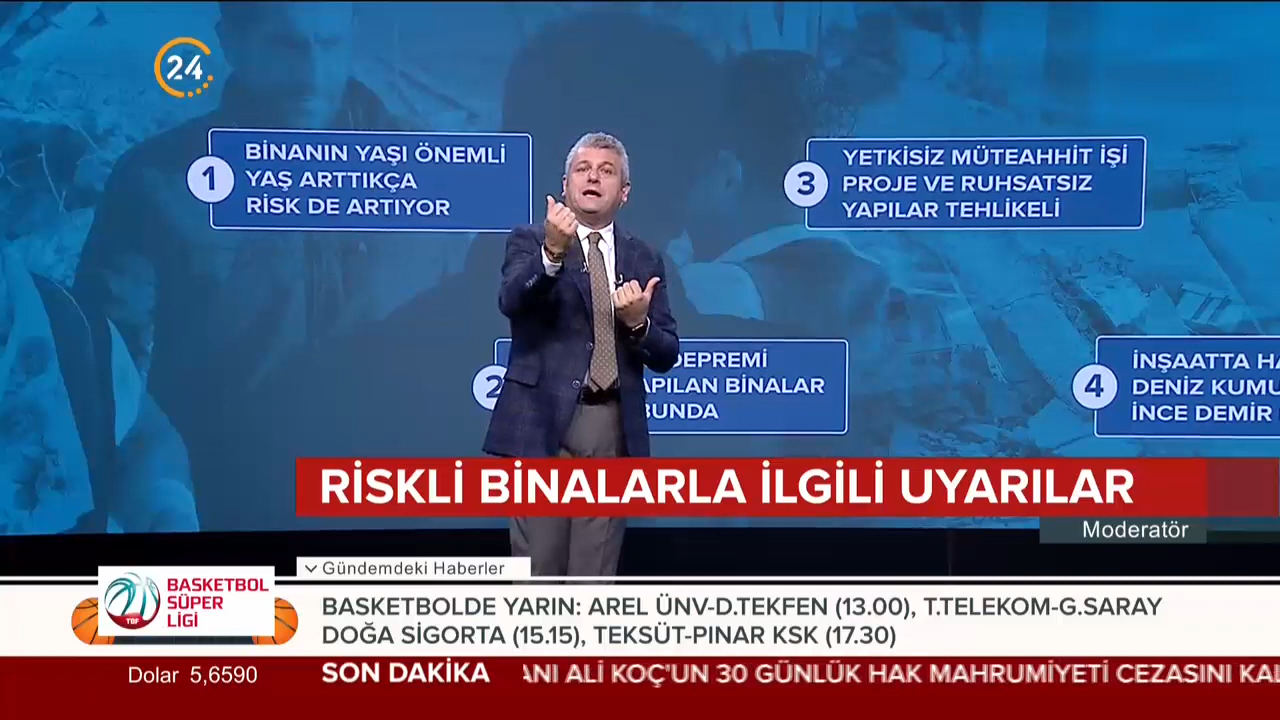 24
1
BİNANIN YAŞI ÖNEMLİ
YAŞ ARTTIKÇA
RİSK DE ARTIYOR
3
YETKİSİZ MÜTEAHHİT İŞİ
PROJE VE RUHSATSIZ
YAPILAR TEHLİKELİ
2
DEPREMİ
BİNALAR
4
İNŞAATTA
DENİZ KUMU
İNCE DEMİR
RİSKLİ BİNALARLA İLGİLİ UYARILAR
Moderatör
Gündemdeki Haberler
BASKETBOL
SÜPER
LİGİ
TBF
BASKETBOLDE YARIN: AREL ÜNV-D.TEKFEN (13.00), T.TELEKOM-G.SARAY
DOĞA SİGORTA (15.15), TEKSÜT-PINAR KSK (17.30)
Dolar 5,6590
SON DAKİKA
ALİ KOÇ'UN 30 GÜNLÜK HAK MAHRUMİYETİ CEZASINI